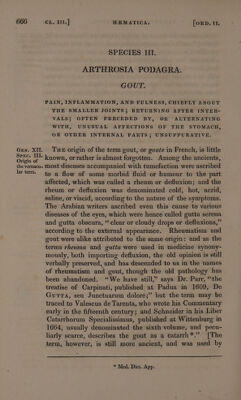 666 CL. III.] HÆMATICA. [ORD. II.
SPECIES III.
ARTHROSIA PODAGRA.
GOUT.
PAIN, INFLAMMATION, AND FULNESS, CHIEFLY ABOUT
THE SMALLER JOINTS; RETURNING AFTER INTER-
VALS; OFTEN PRECEDED BY, OR ALTERNATING
WITH, UNUSUAL AFFECTIONS OF THE STOMACH,
OR OTHER INTERNAL PARTS; UNSUPPURATIVE.
GEN. XII.
SPEC. III.
Origin of
the vernacu-
lar term.
THE origin of the term gout, or goute in French, is little
known, or rather is almost forgotten. Among the ancients,
most diseases accompanied with tumefaction were ascribed
to a flow of some morbid fluid or humour to the part
affected, which was called a rheum or defluxion; and the
rheum or defluxion was denominated cold, hot, acrid,
saline, or viscid, according to the nature of the symptoms.
The Arabian writers ascribed even this cause to various
diseases of the eyes, which were hence called gutta serena
and gutta obscura, “clear or cloudy drops or defluxions,”
according to the external appearance. Rheumatism and
gout were alike attributed to the same origin: and as the
terms rheuma and gutta were used in medicine synony-
mously, both importing defluxion, the old opinion is still
verbally preserved, and has descended to us in the names
of rheumatism and gout, though the old pathology has
been abandoned. “We have still,” says Dr. Parr, “the
treatise of Carpinati, published at Padua in 1609, De
GUTTA, seu Juncturarum dolore;” but the term may be
traced to Valescus de Tarenta, who wrote his Commentary
early in the fifteenth century; and Schneider in his Liber
Catarrhorum Specialissimus, published at Wittenburg in
1664, usually denominated the sixth volume, and pecu-
liarly scarce, describes the gout as a catarrh*.” [The
term, however, is still more ancient, and was used by
* Med. Dict. App.